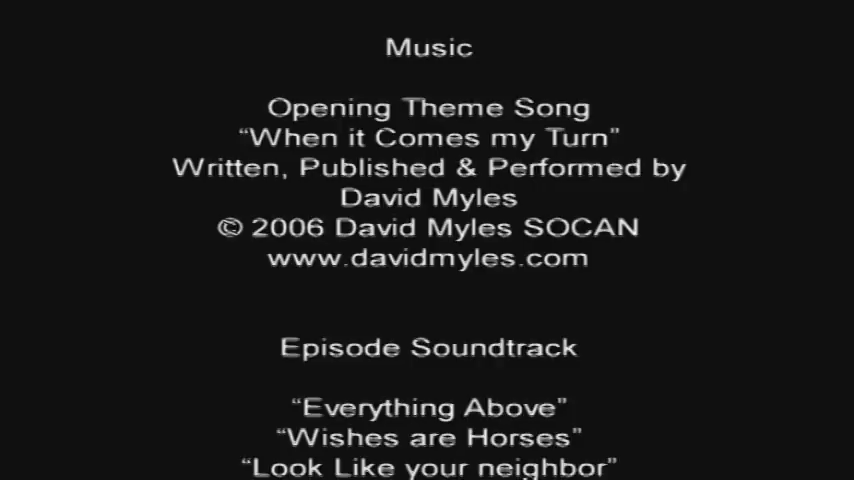 Music
Opening Theme Song
“When it Comes my Turn”
Written, Published & Performed by
David Myles
© 2006 David Myles SOCAN
www.davidmyles.com
Episode Soundtrack
“Everything Above”
“Wishes are Horses”
“Look Like your neighbor”